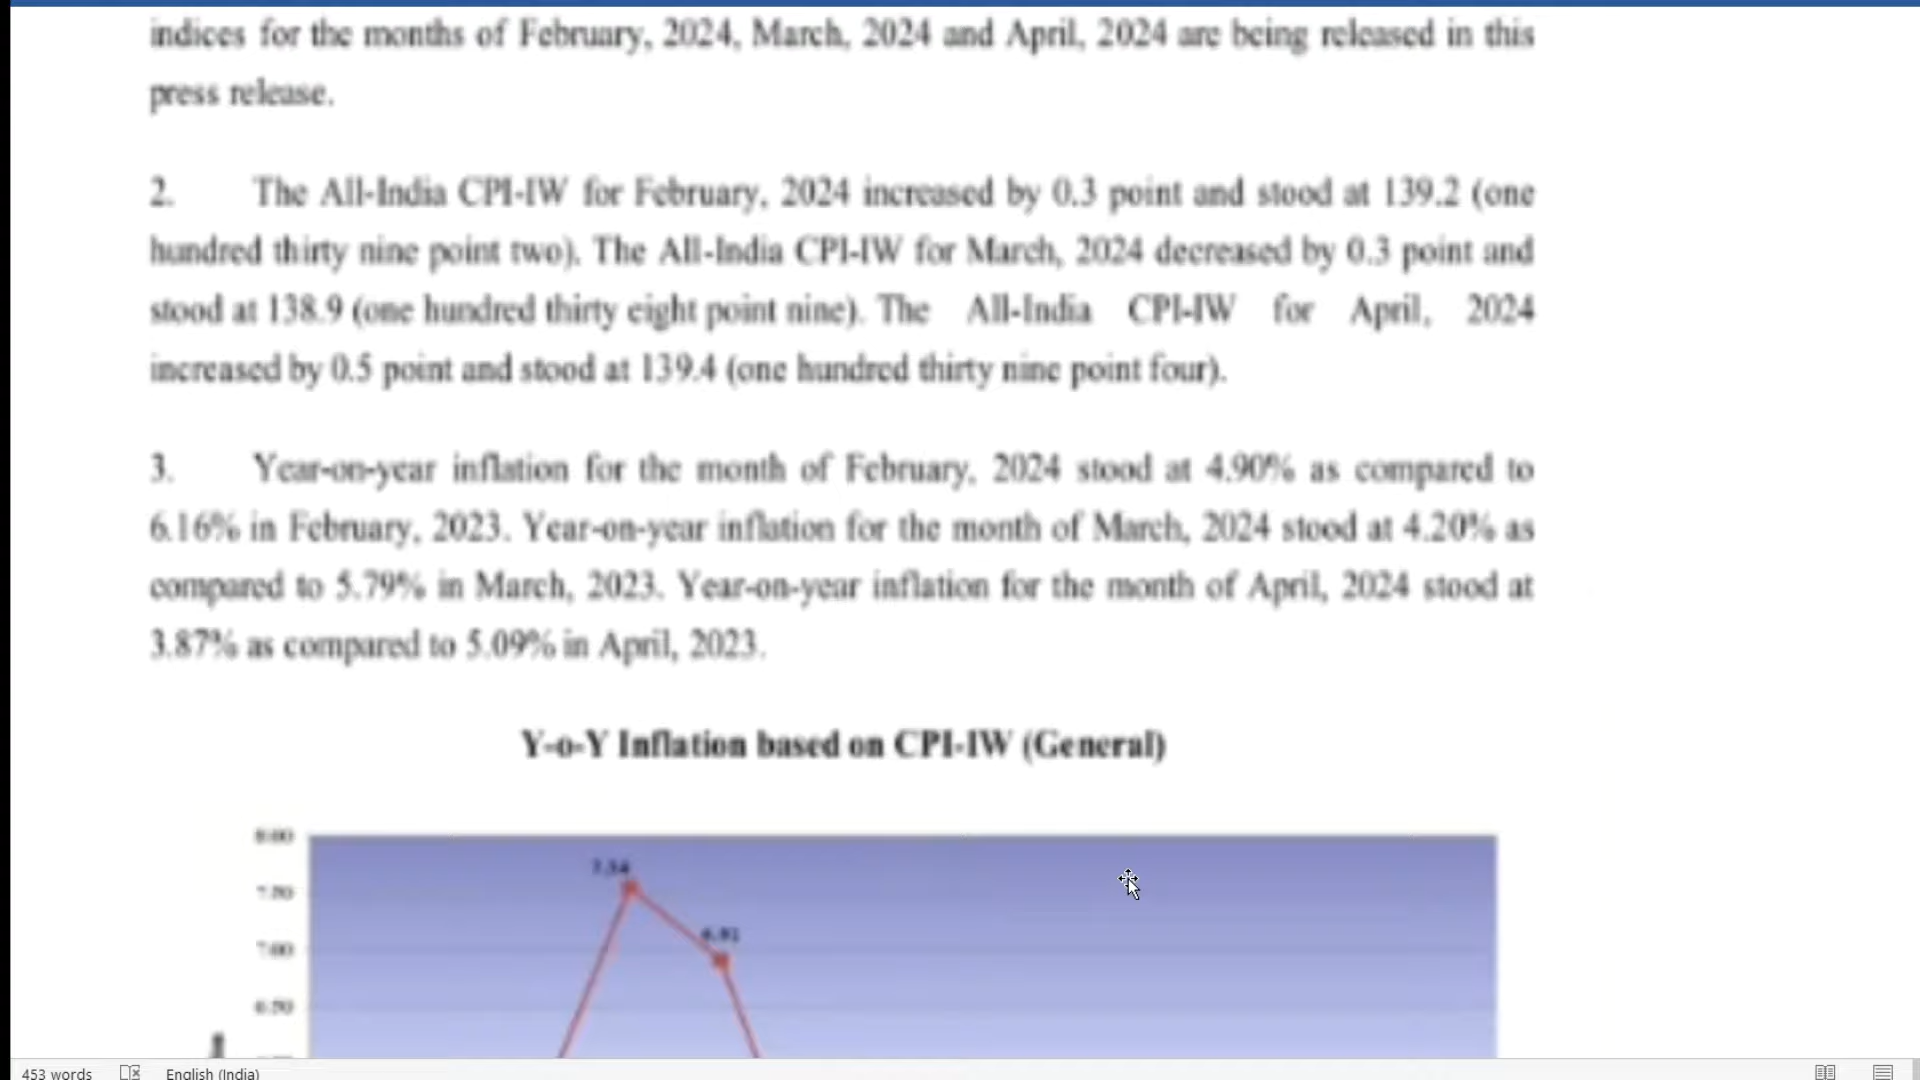 indices for the months of February, 2024, March, 2024 and April, 2024 are being released in this
press release.
2. The All-India CPI-IW for February, 2024 increased by 0.3 point and stood at 139.2 (one
hundred thirty nine point two). The All-India CPI-IW for March, 2024 decreased by 0.3 point and
stood at 138.9 (one hundred thirty eight point nine). The All-India CPI-IW for April, 2024
increased by 0.5 point and stood at 139.4 (one hundred thirty nine point four).
3. Year-on-year inflation for the month of February, 2024 stood at 4.90% as compared to
6.16% in February, 2023. Year-on-year inflation for the month of March, 2024 stood at 4.20% as
compared to 5.79% in March, 2023. Year-on-year inflation for the month of April, 2024 stood at
3.87% as compared to 5.09% in April, 2023.
Y-o-Y Inflation based on CPI-IW (General)
8.00
7.50
7.00
6.50
453 words English (India)